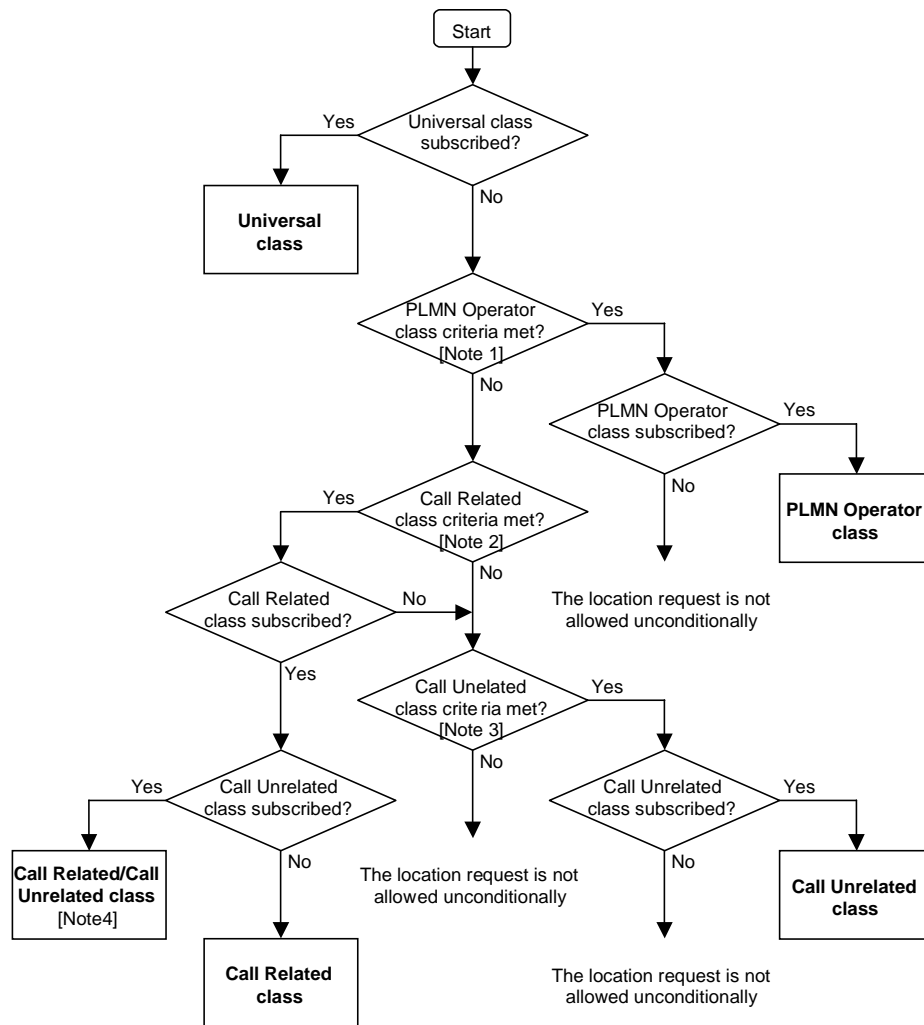 Start
Universal class
subscribed?
Yes
No
Universal
class
PLMN Operator
class criteria met?
[Note 1]
Yes
No
PLMN Operator
class subscribed?
Yes
No
PLMN Operator
class
The location request is not
allowed unconditionally
Call Related
class criteria met?
[Note 2]
Yes
No
Call Related
class subscribed?
No
Yes
Call Unelated
class criteria met?
[Note 3]
Yes
No
The location request is not
allowed unconditionally
Call Unrelated
class subscribed?
Yes
No
Call Related/Call
Unrelated class
[Note4]
Call Related
class
Call Unrelated
class subscribed?
Yes
No
Call Unrelated
class
The location request is not
allowed unconditionally